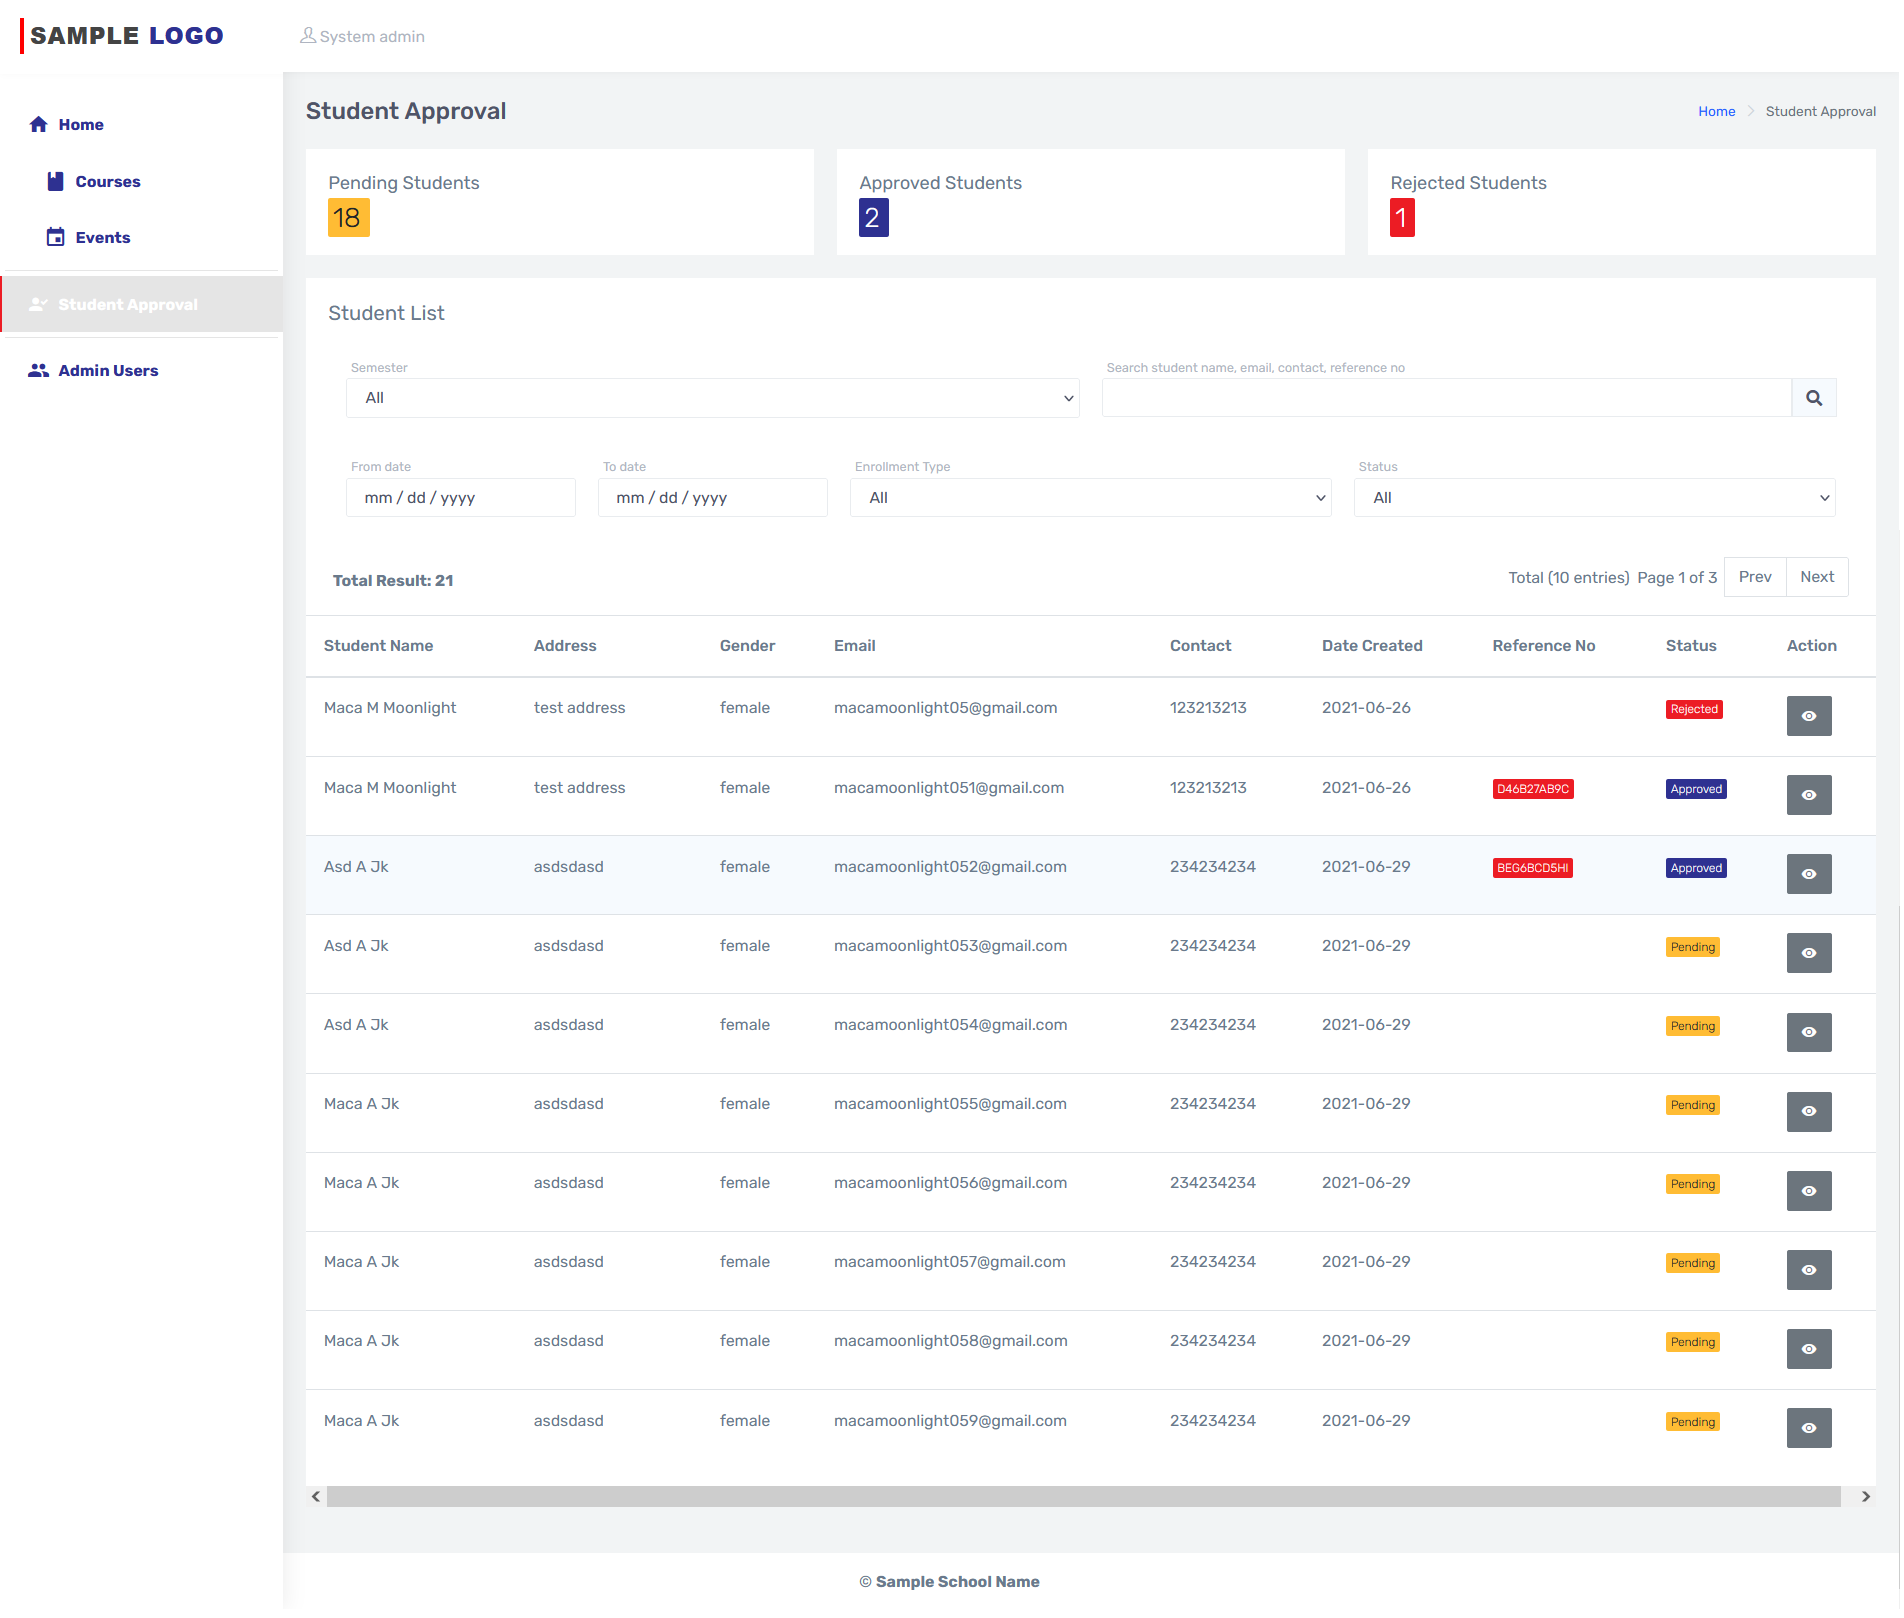 SAMPLE LOGO
System admin
Home
Courses
Events
Student Approval
Admin Users
Student Approval
Home > Student Approval
Pending Students
18
Approved Students
2
Rejected Students
1
Student List
Semester
All
Search student name, email, contact, reference no
From date
mm / dd / yyyy
To date
mm / dd / yyyy
Enrollment Type
All
Status
All
Total Result: 21
Total (10 entries) Page 1 of 3 Prev Next
Student Name Address Gender Email Contact Date Created Reference No Status Action
Maca M Moonlight test address female macamoonlight05@gmail.com 123213213 2021-06-26 Rejected
Maca M Moonlight test address female macamoonlight051@gmail.com 123213213 2021-06-26 D46B27AB9C Approved
Asd A Jk asdsdasd female macamoonlight052@gmail.com 234234234 2021-06-29 BEG6BCD5HI Approved
Asd A Jk asdsdasd female macamoonlight053@gmail.com 234234234 2021-06-29 Pending
Asd A Jk asdsdasd female macamoonlight054@gmail.com 234234234 2021-06-29 Pending
Maca A Jk asdsdasd female macamoonlight055@gmail.com 234234234 2021-06-29 Pending
Maca A Jk asdsdasd female macamoonlight056@gmail.com 234234234 2021-06-29 Pending
Maca A Jk asdsdasd female macamoonlight057@gmail.com 234234234 2021-06-29 Pending
Maca A Jk asdsdasd female macamoonlight058@gmail.com 234234234 2021-06-29 Pending
Maca A Jk asdsdasd female macamoonlight059@gmail.com 234234234 2021-06-29 Pending
© Sample School Name